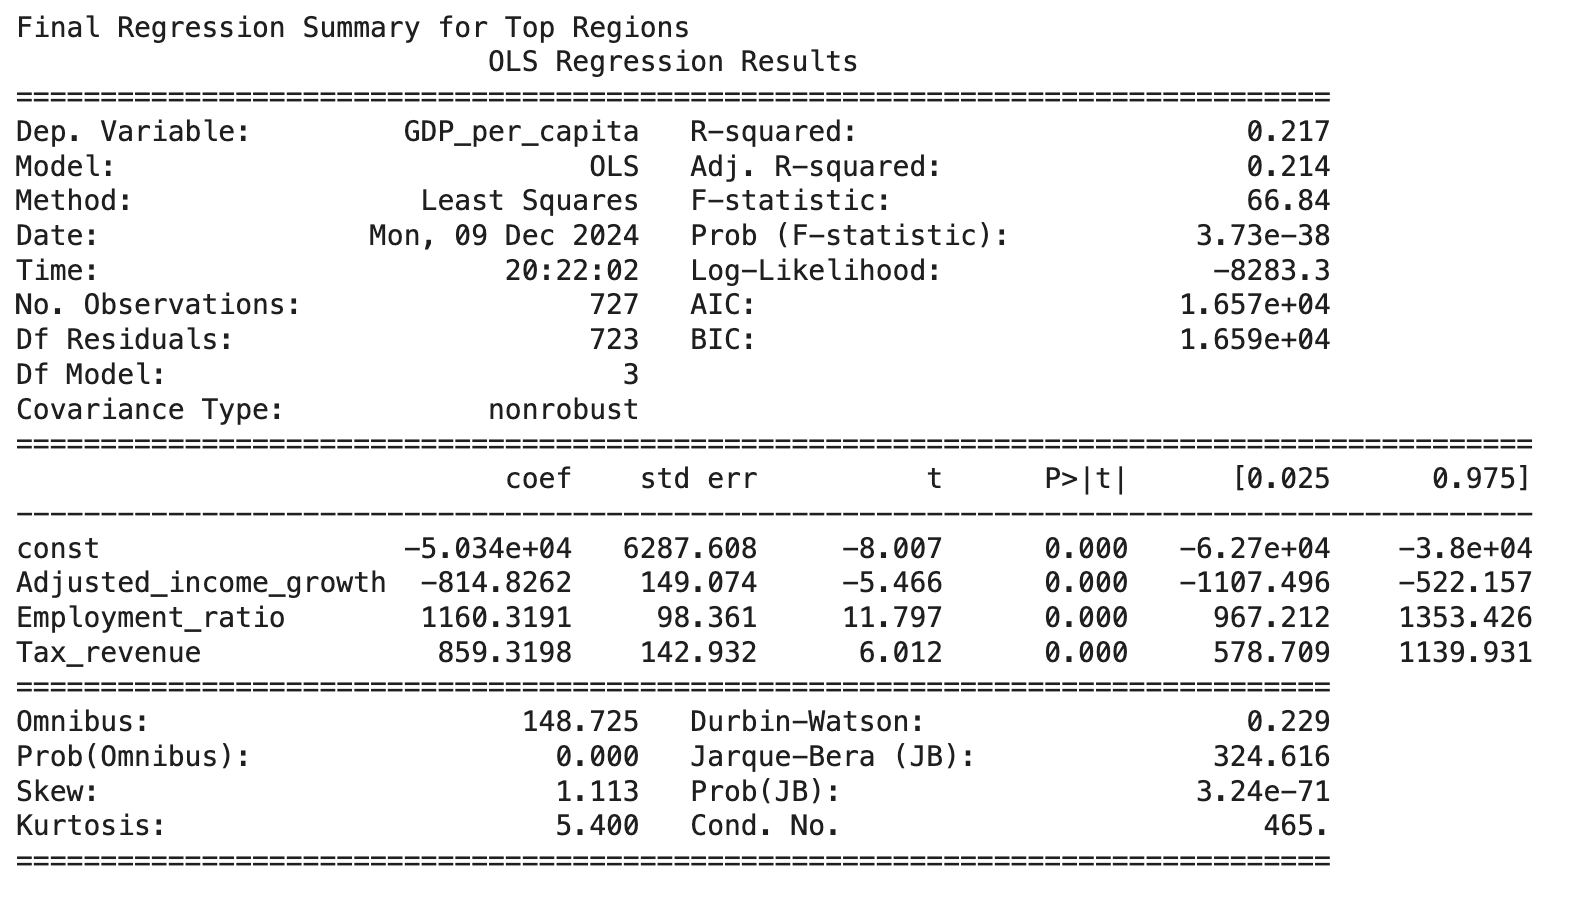 Final Regression Summary for Top Regions
                            OLS Regression Results
==============================================================================
Dep. Variable:         GDP_per_capita   R-squared:                       0.217
Model:                            OLS   Adj. R-squared:                  0.214
Method:                 Least Squares   F-statistic:                     66.84
Date:                Mon, 09 Dec 2024   Prob (F-statistic):           3.73e-38
Time:                        20:22:02   Log-Likelihood:                -8283.3
No. Observations:                 727   AIC:                         1.657e+04
Df Residuals:                     723   BIC:                         1.659e+04
Df Model:                           3
Covariance Type:            nonrobust
==========================================================================================
                             coef    std err          t      P>|t|      [0.025      0.975]
------------------------------------------------------------------------------------------
const                  -5.034e+04   6287.608     -8.007      0.000   -6.27e+04    -3.8e+04
Adjusted_income_growth  -814.8262    149.074     -5.466      0.000   -1107.496    -522.157
Employment_ratio        1160.3191     98.361     11.797      0.000     967.212    1353.426
Tax_revenue              859.3198    142.932      6.012      0.000     578.709    1139.931
==============================================================================
Omnibus:                      148.725   Durbin-Watson:                   0.229
Prob(Omnibus):                  0.000   Jarque-Bera (JB):              324.616
Skew:                           1.113   Prob(JB):                     3.24e-71
Kurtosis:                       5.400   Cond. No.                         465.
==============================================================================